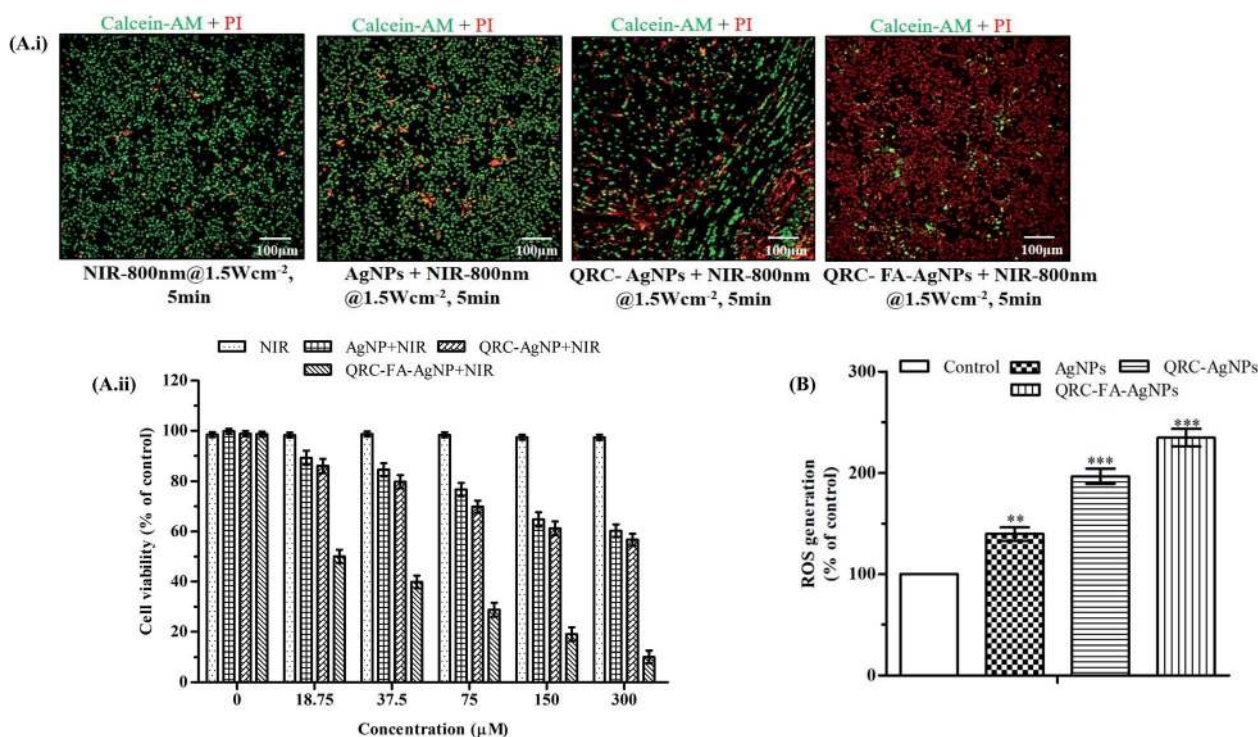 (A.i)
Calcein-AM + PI
Calcein-AM + PI
Calcein-AM + PI
Calcein-AM + PI
100μm
100μm
100μm
100μm
NIR-800nm@1.5Wcm⁻²,
5min
AgNPs + NIR-800nm
@1.5Wcm⁻², 5min
QRC- AgNPs + NIR-800nm
@1.5Wcm⁻², 5min
QRC- FA-AgNPs + NIR-800nm
@1.5Wcm⁻², 5min
(A.ii)
NIR
AgNP+NIR
QRC-AgNP+NIR
QRC-FA-AgNP+NIR
Cell viability (% of control)
120
100
80
60
40
20
0
0
18.75
37.5
75
150
300
Concentration (μM)
(B)
Control
AgNPs
QRC-AgNPs
QRC-FA-AgNPs
ROS generation
(% of control)
300
200
100
0
**
***
***